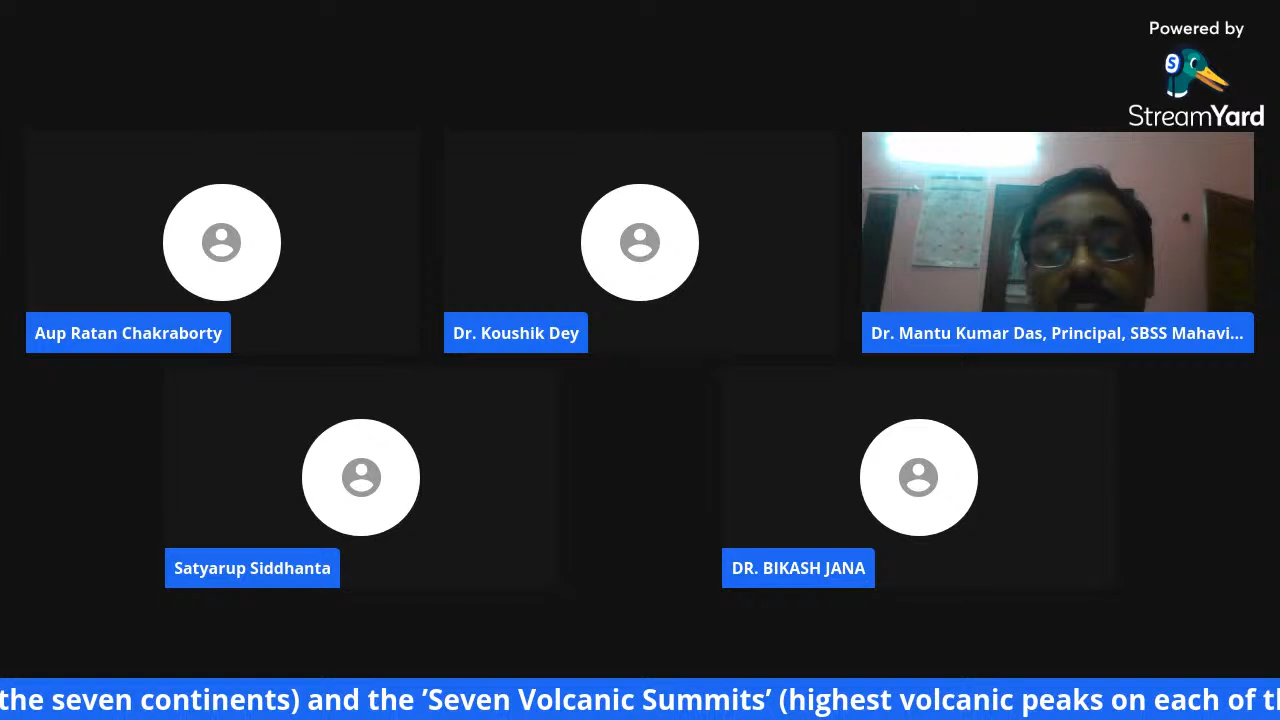 Powered by
StreamYard
Aup Ratan Chakraborty
Dr. Koushik Dey
Dr. Mantu Kumar Das, Principal, SBSS Mahavi...
Satyarup Siddhanta
DR. BIKASH JANA
the seven continents) and the ’Seven Volcanic Summits’ (highest volcanic peaks on each of